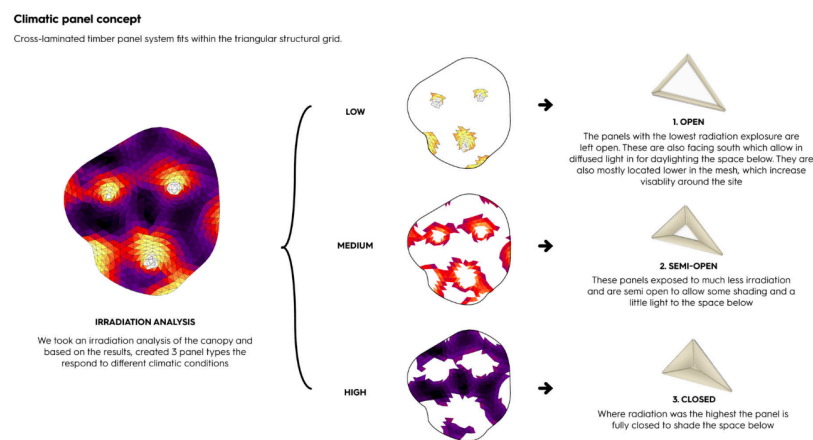 Climatic panel concept
Cross-laminated timber panel system fits within the triangular structural grid.
IRRADIATION ANALYSIS
We took an irradiation analysis of the canopy and
based on the results, created 3 panel types the
respond to different climatic conditions
LOW
1. OPEN
The panels with the lowest radiation explosure are
left open. These are also facing south which allow in
diffused light in for daylighting the space below. They are
also mostly located lower in the mesh, which increase
visablity around the site
MEDIUM
2. SEMI-OPEN
These panels exposed to much less irradiation
and are semi open to allow some shading and a
little light to the space below
HIGH
3. CLOSED
Where radiation was the highest the panel is
fully closed to shade the space below